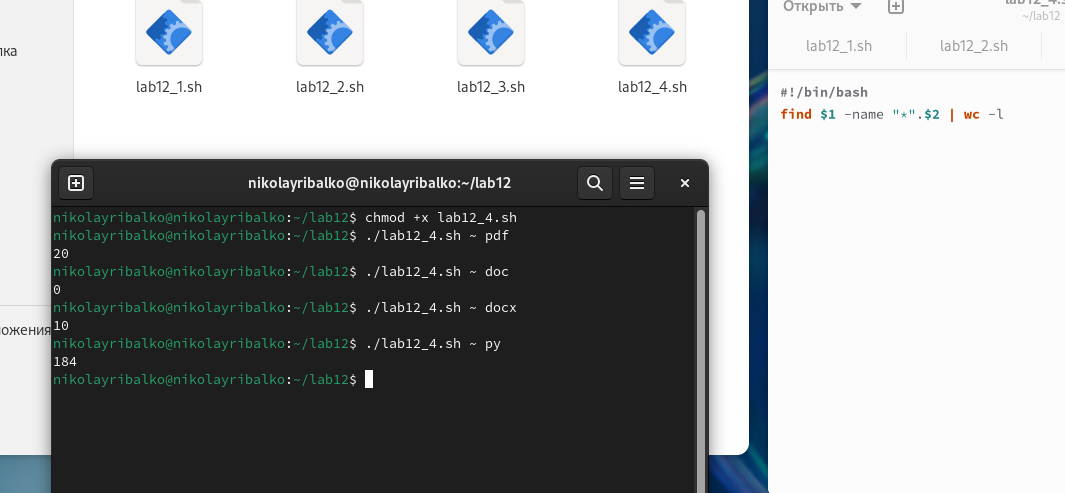 пка
ложения
lab12_1.sh
lab12_2.sh
lab12_3.sh
lab12_4.sh
nikolayribalko@nikolayribalko:~/lab12
nikolayribalko@nikolayribalko:~/lab12$ chmod +x lab12_4.sh
nikolayribalko@nikolayribalko:~/lab12$ ./lab12_4.sh ~ pdf
20
nikolayribalko@nikolayribalko:~/lab12$ ./lab12_4.sh ~ doc
0
nikolayribalko@nikolayribalko:~/lab12$ ./lab12_4.sh ~ docx
10
nikolayribalko@nikolayribalko:~/lab12$ ./lab12_4.sh ~ py
184
nikolayribalko@nikolayribalko:~/lab12$
Открыть
~/lab12
lab12_1.sh
lab12_2.sh
#!/bin/bash
find $1 -name "*".$2 | wc -l